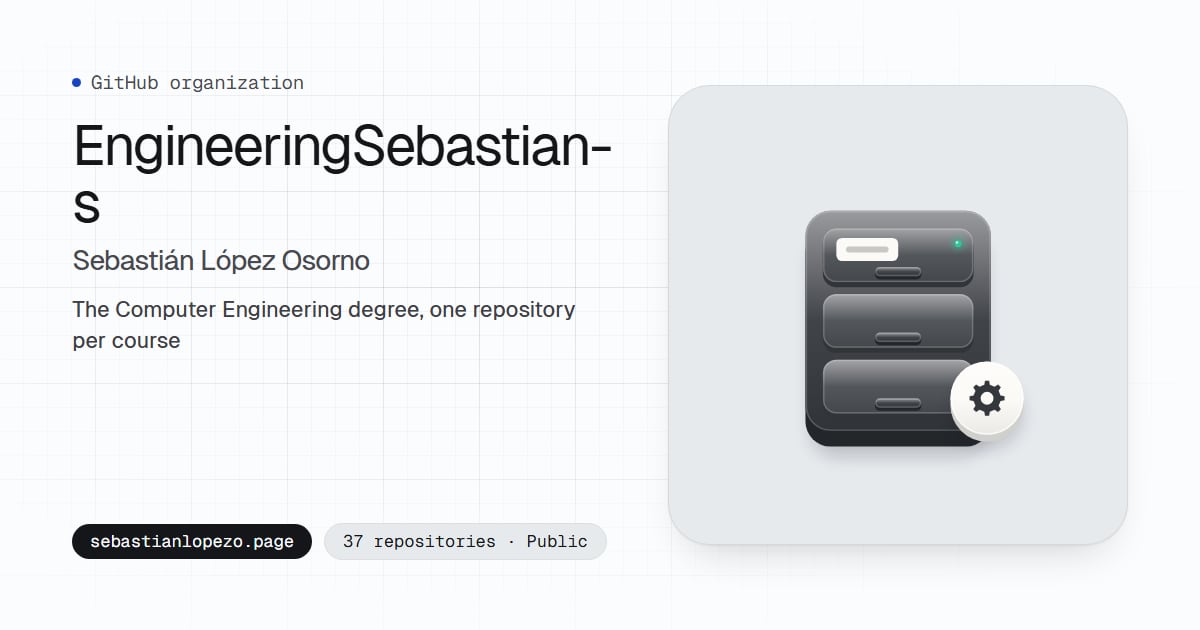 GitHub organization
EngineeringSebastian-
s
Sebastián López Osorno
The Computer Engineering degree, one repository
per course
sebastianlopezo.page
37 repositories · Public